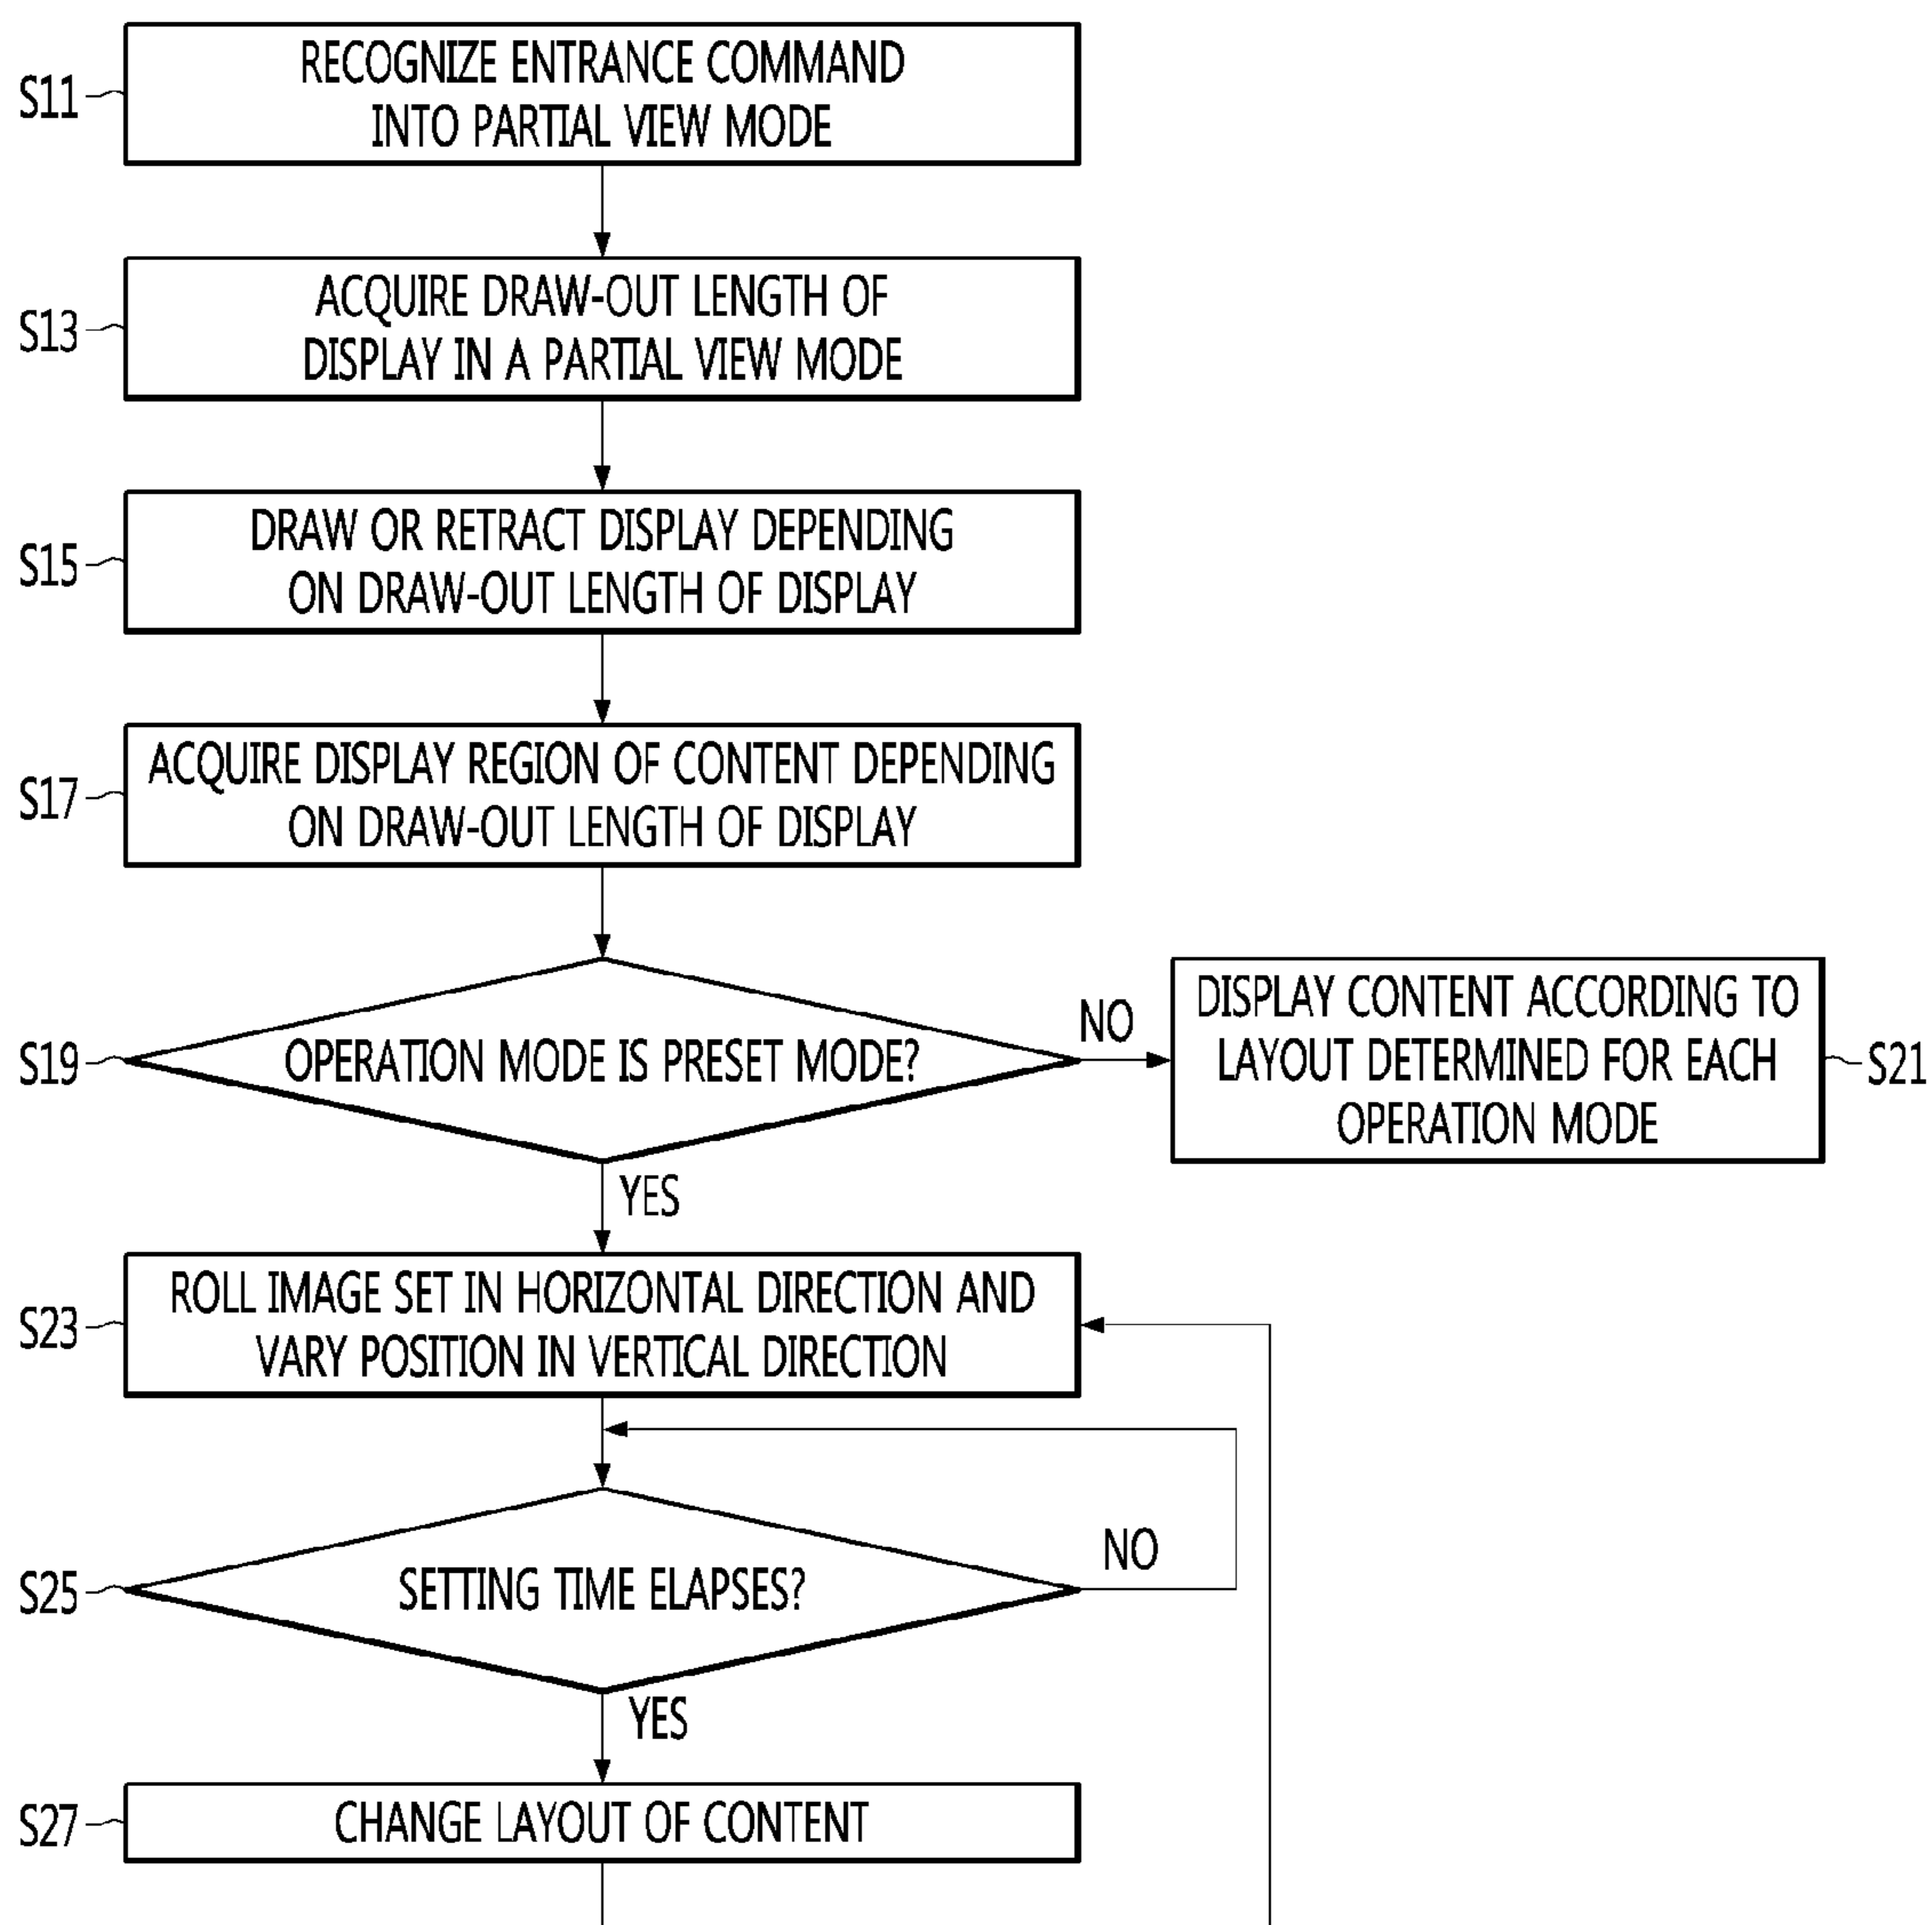 S11
RECOGNIZE ENTRANCE COMMAND
INTO PARTIAL VIEW MODE
S13
ACQUIRE DRAW-OUT LENGTH OF
DISPLAY IN A PARTIAL VIEW MODE
S15
DRAW OR RETRACT DISPLAY DEPENDING
ON DRAW-OUT LENGTH OF DISPLAY
S17
ACQUIRE DISPLAY REGION OF CONTENT DEPENDING
ON DRAW-OUT LENGTH OF DISPLAY
S19
OPERATION MODE IS PRESET MODE?
NO
DISPLAY CONTENT ACCORDING TO
LAYOUT DETERMINED FOR EACH
OPERATION MODE
S21
YES
S23
ROLL IMAGE SET IN HORIZONTAL DIRECTION AND
VARY POSITION IN VERTICAL DIRECTION
S25
SETTING TIME ELAPSES?
NO
YES
S27
CHANGE LAYOUT OF CONTENT